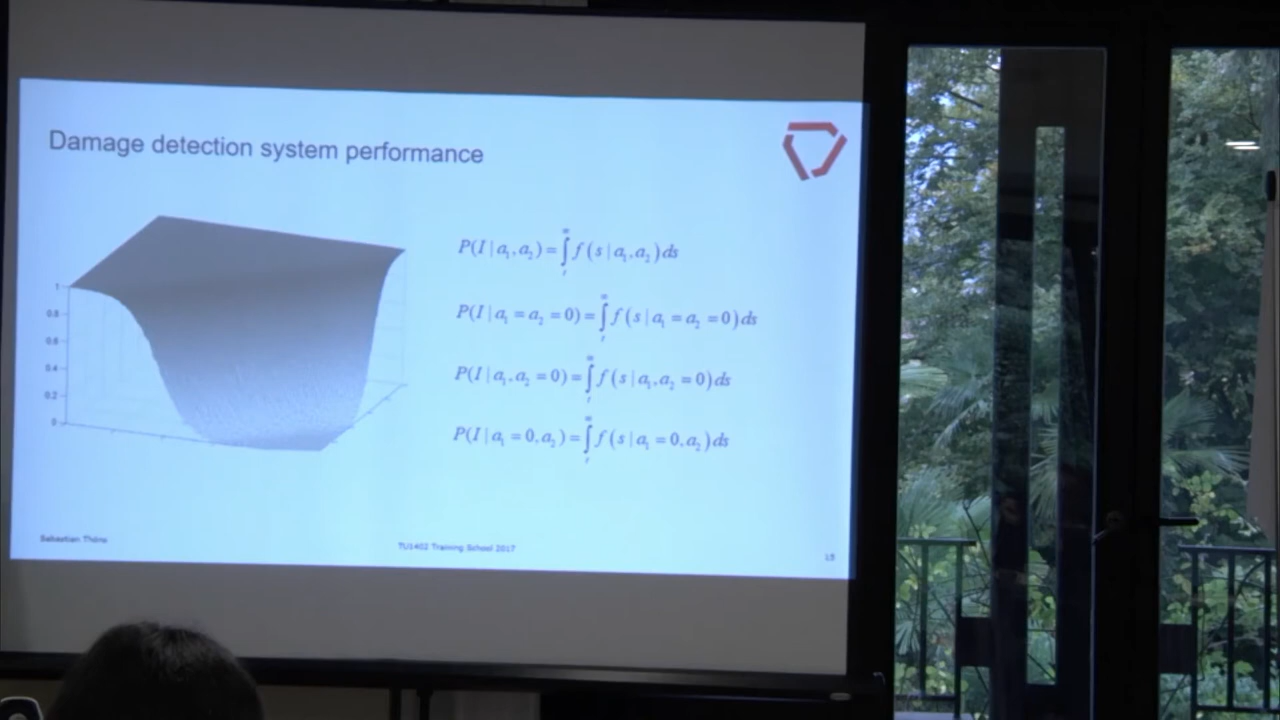 Damage detection system performance
P(I | a₁, a₂) = ∫ₜ^∞ f(s | a₁, a₂)ds
P(I | a₁ = a₂ = 0) = ∫ₜ^∞ f(s | a₁ = a₂ = 0)ds
P(I | a₁, a₂ = 0) = ∫ₜ^∞ f(s | a₁, a₂ = 0)ds
P(I | a₁ = 0, a₂) = ∫ₜ^∞ f(s | a₁ = 0, a₂)ds
1
0.8
0.6
0.4
0.2
0
Sebastian Thöns
TU1402 Training School 2017
15